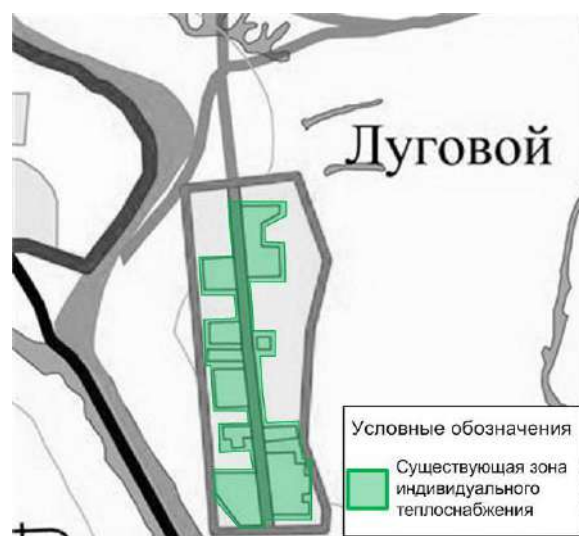 Луговой
Условные обозначения
Существующая зона
индивидуального
теплоснабжения